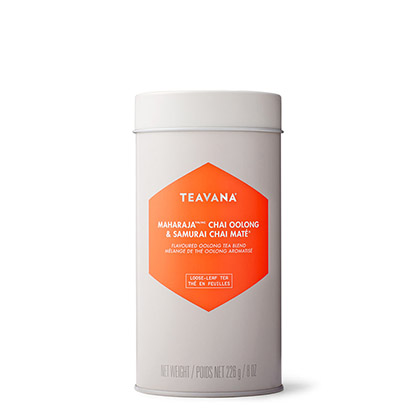 TEAVANA®
MAHARAJA™/MC CHAI OOLONG
& SAMURAI CHAI MATÉ®
FLAVOURED OOLONG TEA BLEND
MÉLANGE DE THÉ OOLONG AROMATISÉ
LOOSE-LEAF TEA
THÉ EN FEUILLES
NET WEIGHT / POIDS NET 226 g / 8 OZ